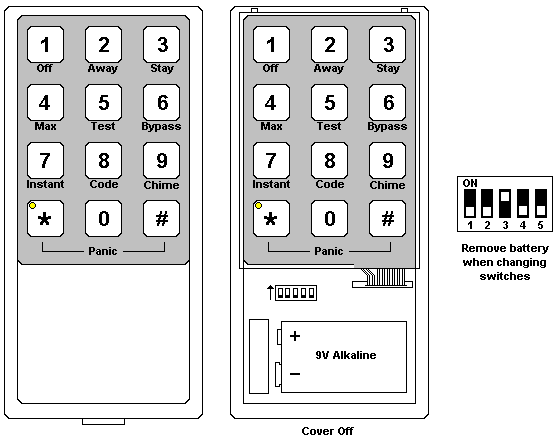 1 2 3
Off Away Stay
4 5 6
Max Test Bypass
7 8 9
Instant Code Chime
* 0 #
Panic
1 2 3
Off Away Stay
4 5 6
Max Test Bypass
7 8 9
Instant Code Chime
* 0 #
Panic
+
9V Alkaline
−
Cover Off
ON
1 2 3 4 5
Remove battery
when changing
switches